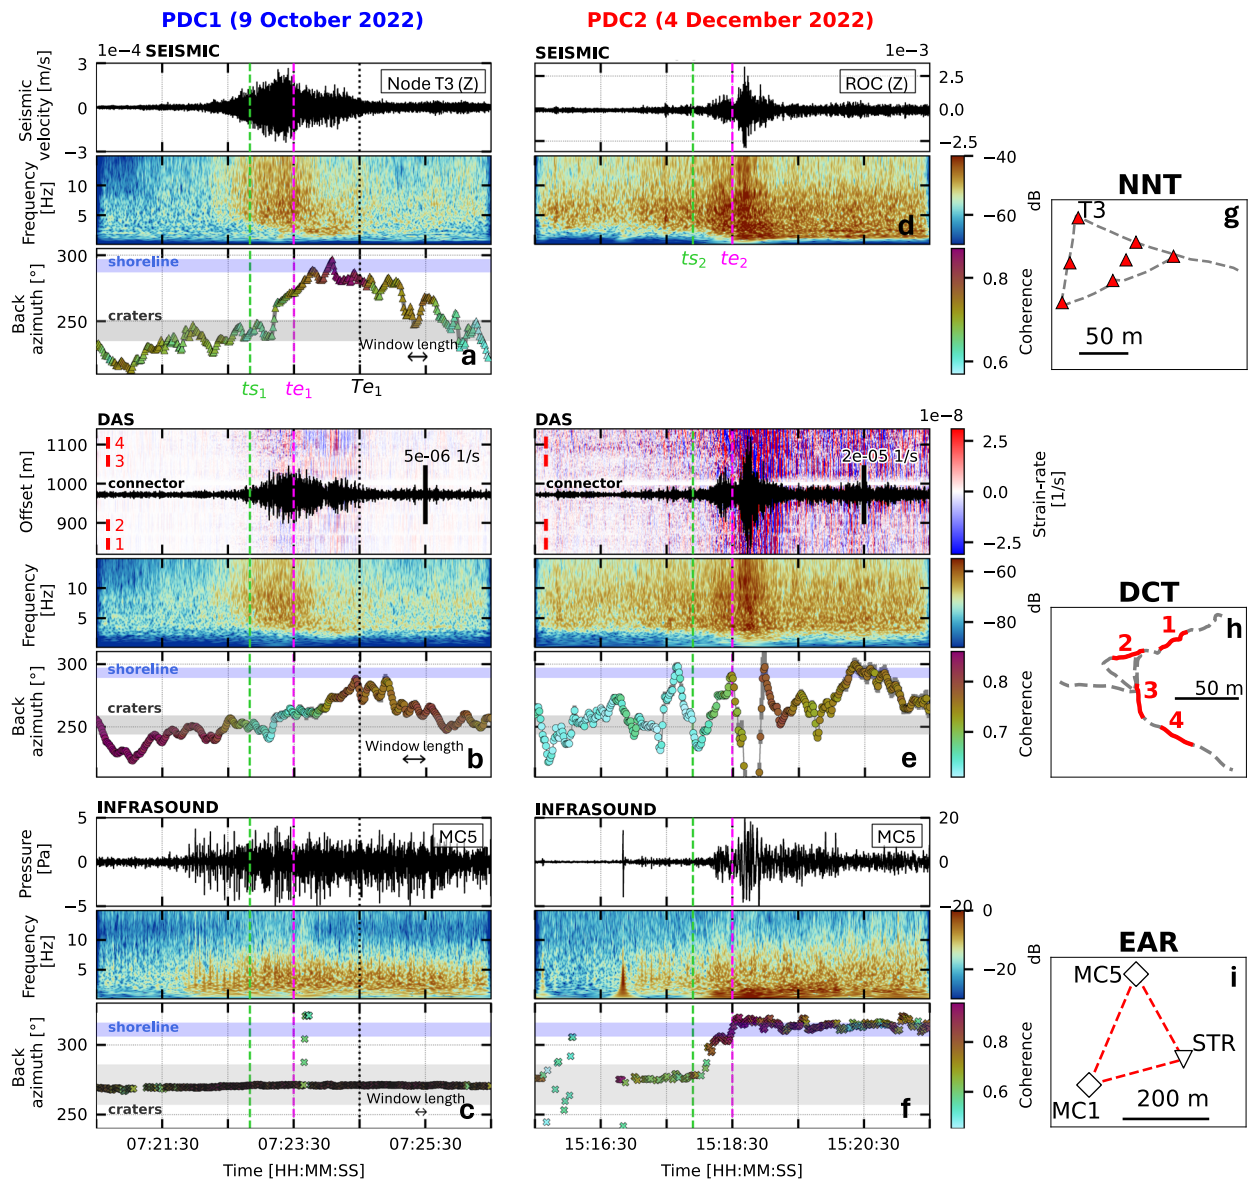 PDC1 (9 October 2022)
PDC2 (4 December 2022)
1e−4 SEISMIC
SEISMIC
1e−3
Seismic velocity [m/s]
3
0
−3
Node T3 (Z)
ROC (Z)
2.5
0.0
−2.5
Frequency [Hz]
10
5
d
−40
−60
dB
ts₂
te₂
Back azimuth [°]
300
250
shoreline
craters
Window length
a
0.8
0.6
Coherence
ts₁
te₁
Te₁
NNT
T3
g
50 m
DAS
DAS
1e−8
Offset [m]
1100
1000
900
4
3
connector
2
1
5e-06 1/s
connector
2e-05 1/s
2.5
0.0
−2.5
Strain-rate [1/s]
Frequency [Hz]
10
5
−60
−80
dB
Back azimuth [°]
300
250
shoreline
craters
Window length
b
e
0.8
0.7
Coherence
DCT
h
1
2
3
4
50 m
INFRASOUND
INFRASOUND
Pressure [Pa]
5
0
−5
MC5
MC5
20
0
−20
Frequency [Hz]
10
5
0
−20
dB
Back azimuth [°]
300
250
shoreline
craters
Window length
c
f
0.8
0.6
Coherence
EAR
i
MC5
STR
MC1
200 m
07:21:30
07:23:30
07:25:30
15:16:30
15:18:30
15:20:30
Time [HH:MM:SS]
Time [HH:MM:SS]